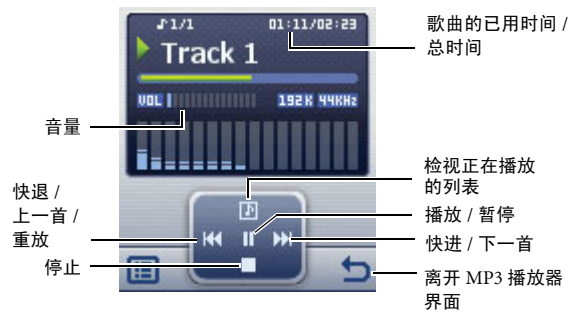 ♪1/1 01:11/02:23
Track 1
VOL 192K 44KHz
歌曲的已用时间 /
总时间
音量
检视正在播放
的列表
快退 /
上一首 /
重放
播放 / 暂停
快进 / 下一首
停止
离开 MP3 播放器
界面